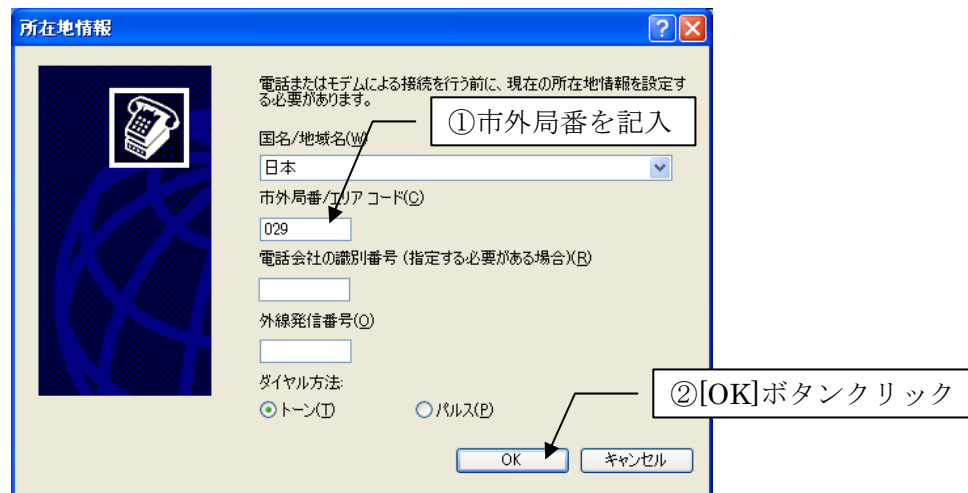 所在地情報
電話またはモデムによる接続を行う前に、現在の所在地情報を設定す
る必要があります。
①市外局番を記入
国名/地域名(W)
日本
市外局番/エリア コード(C)
029
電話会社の識別番号 (指定する必要がある場合)(R)
外線発信番号(O)
ダイヤル方法:
②[OK]ボタンクリック
トーン(T) パルス(P)
OK キャンセル